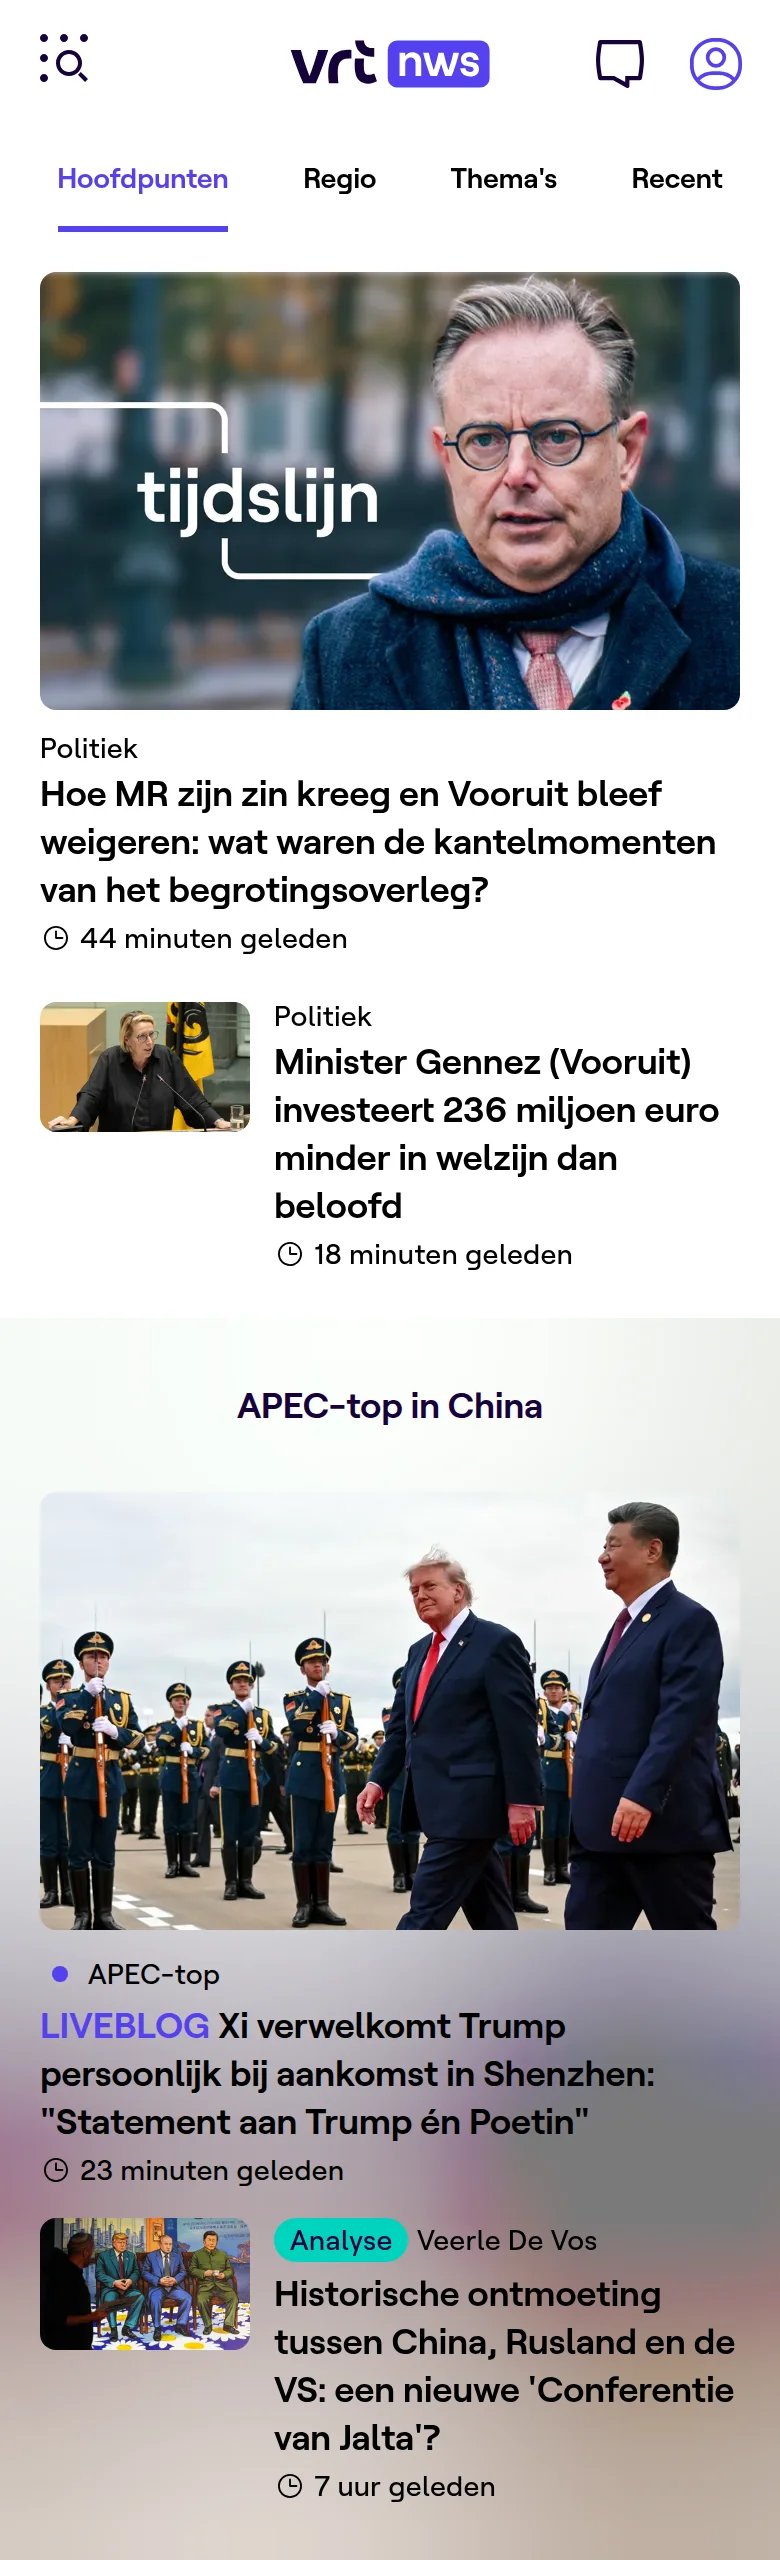 vrt nws
Hoofdpunten
Regio
Thema's
Recent
tijdslijn
Politiek
Hoe MR zijn zin kreeg en Vooruit bleef
weigeren: wat waren de kantelmomenten
van het begrotingsoverleg?
44 minuten geleden
Politiek
Minister Gennez (Vooruit)
investeert 236 miljoen euro
minder in welzijn dan
beloofd
18 minuten geleden
APEC-top in China
APEC-top
LIVEBLOG Xi verwelkomt Trump
persoonlijk bij aankomst in Shenzhen:
"Statement aan Trump én Poetin"
23 minuten geleden
Analyse Veerle De Vos
Historische ontmoeting
tussen China, Rusland en de
VS: een nieuwe 'Conferentie
van Jalta'?
7 uur geleden